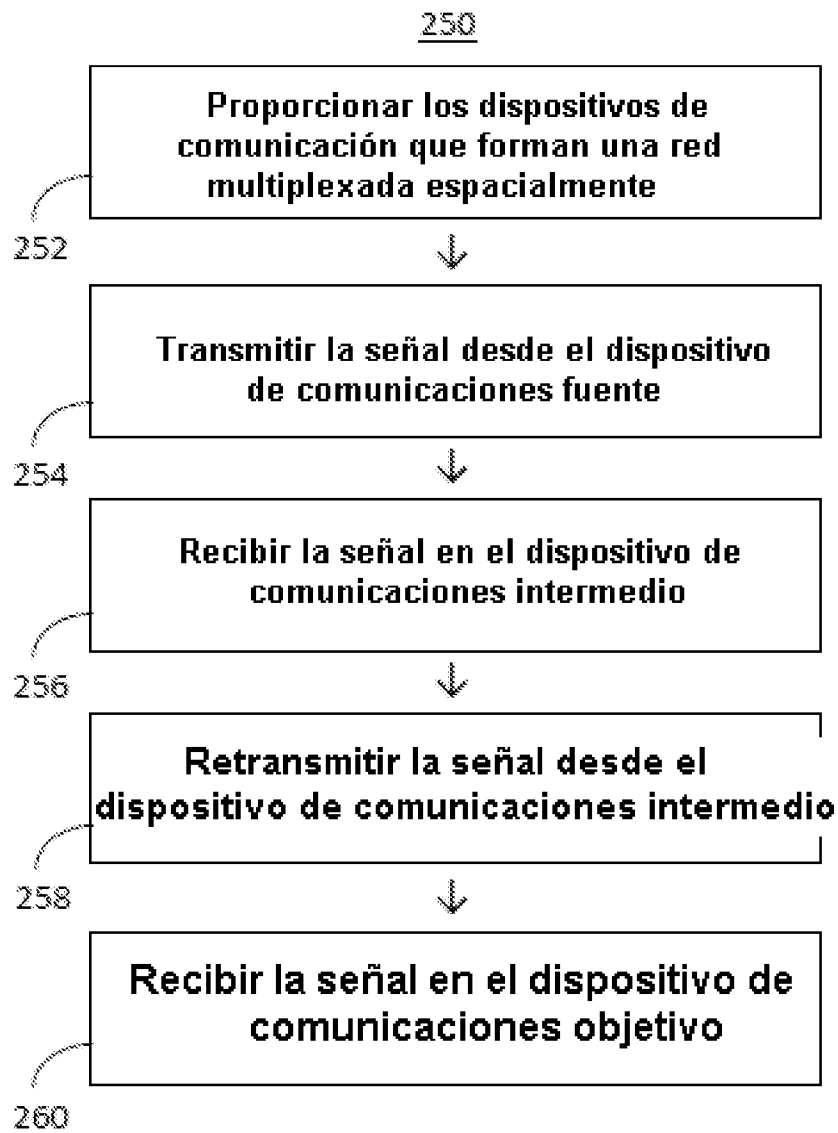 250
Proporcionar los dispositivos de
comunicación que forman una red
multiplexada espacialmente
252
Transmitir la señal desde el dispositivo
de comunicaciones fuente
254
Recibir la señal en el dispositivo de
comunicaciones intermedio
256
Retransmitir la señal desde el
dispositivo de comunicaciones intermedio
258
Recibir la señal en el dispositivo de
comunicaciones objetivo
260